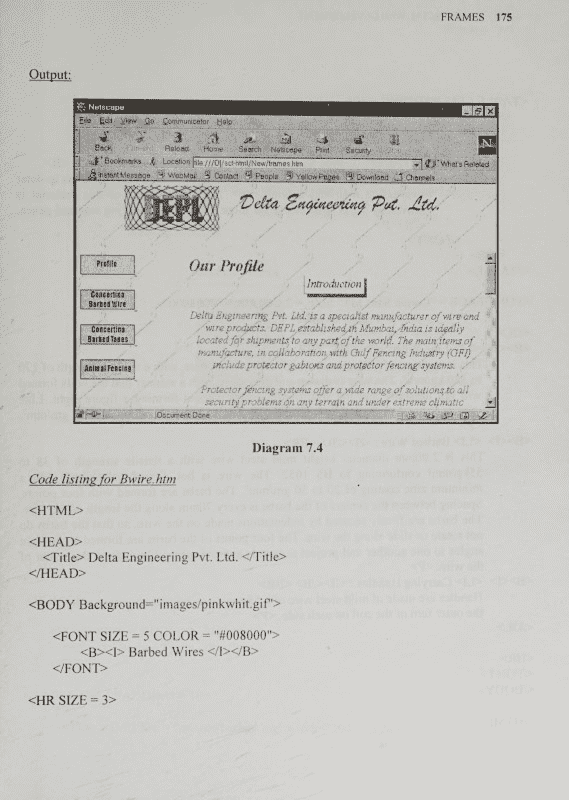 FRAMES 175
Output:
Netscape
File Edit View Go Communicator Help
Back Reload Home Search Netscape Print Security
Bookmarks Location: file:///D|/scl-html/New/frames.htm What's Related
Instant Message WebMail Contact People Yellow Pages Download Channels
DEPL Delta Engineering Pvt. Ltd.
Profile
Concertina
Barbed Wire
Concertina
Barbed Tapes
Animal Fencing
Our Profile
Introduction
Delta Engineering Pvt. Ltd. is a specialist manufacturer of wire and
wire products. DEPL established in Mumbai, India is ideally
located for shipments to any part of the world. The main items of
manufacture, in collaboration with Gulf Fencing Industry (GFI)
include protector gabions and protector fencing systems.
Protector fencing systems offer a wide range of solutions to all
security problems on any terrain and under extreme climatic
Document: Done
Diagram 7.4
Code listing for Bwire.htm
<HTML>
<HEAD>
<Title> Delta Engineering Pvt. Ltd. </Title>
</HEAD>
<BODY Background="images/pinkwhit.gif">
<FONT SIZE = 5 COLOR = "#008000">
<B><I> Barbed Wires </I></B>
</FONT>
<HR SIZE = 3>